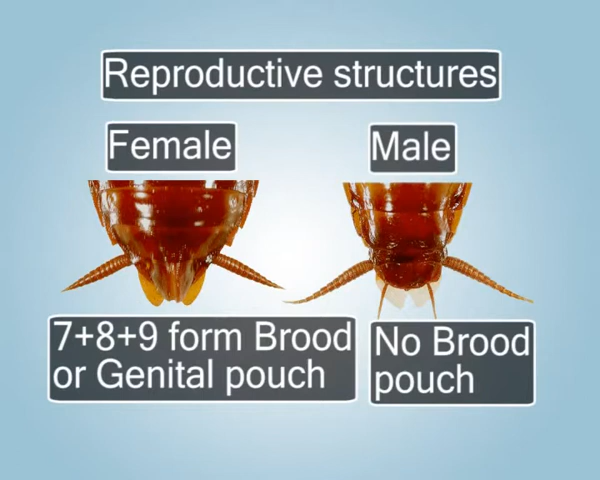 Reproductive structures
Female
Male
7+8+9 form Brood
or Genital pouch
No Brood
pouch